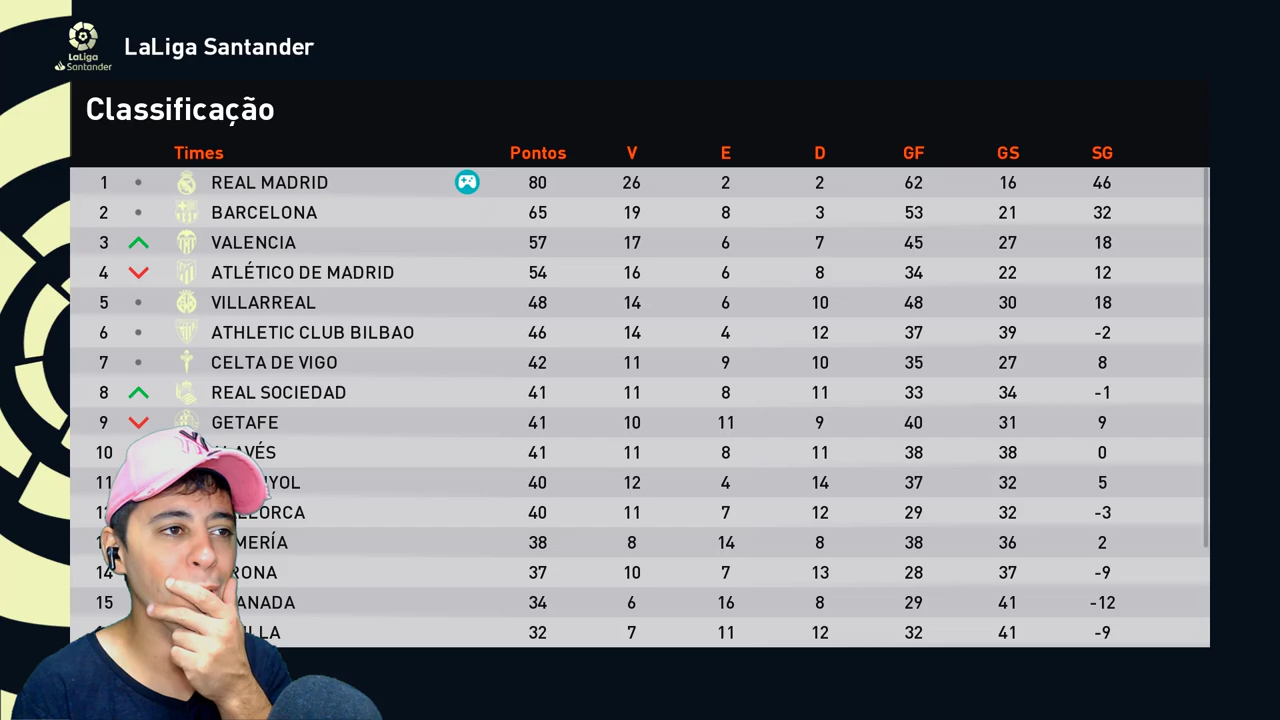 LaLiga Santander
LaLiga
Santander
Classificação
Times Pontos V E D GF GS SG
1 REAL MADRID 80 26 2 2 62 16 46
2 BARCELONA 65 19 8 3 53 21 32
3 VALENCIA 57 17 6 7 45 27 18
4 ATLÉTICO DE MADRID 54 16 6 8 34 22 12
5 VILLARREAL 48 14 6 10 48 30 18
6 ATHLETIC CLUB BILBAO 46 14 4 12 37 39 -2
7 CELTA DE VIGO 42 11 9 10 35 27 8
8 REAL SOCIEDAD 41 11 8 11 33 34 -1
9 GETAFE 41 10 11 9 40 31 9
10 41 11 8 11 38 38 0
11 40 12 4 14 37 32 5
40 11 7 12 29 32 -3
38 8 14 8 38 36 2
14 37 10 7 13 28 37 -9
15 34 6 16 8 29 41 -12
32 7 11 12 32 41 -9